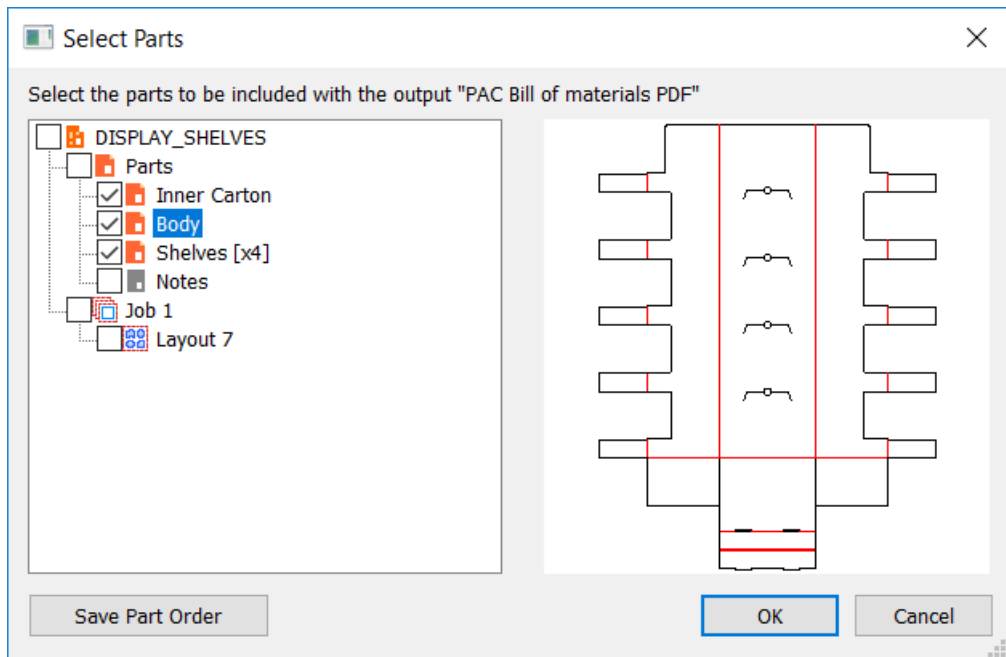 Select Parts
Select the parts to be included with the output "PAC Bill of materials PDF"
DISPLAY_SHELVES
Parts
Inner Carton
Body
Shelves [x4]
Notes
Job 1
Layout 7
Save Part Order
OK
Cancel